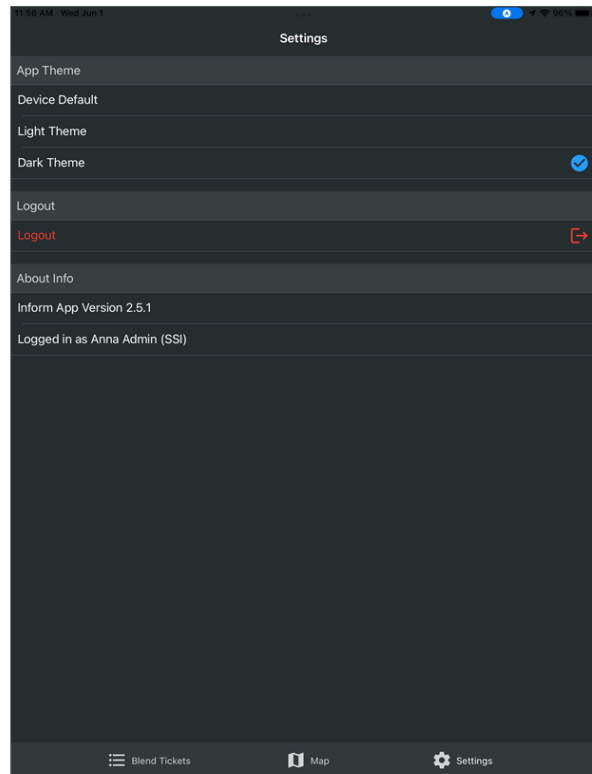 11:56 AM Wed Jun 1
96%
Settings
App Theme
Device Default
Light Theme
Dark Theme
Logout
Logout
About Info
Inform App Version 2.5.1
Logged in as Anna Admin (SSI)
Blend Tickets
Map
Settings